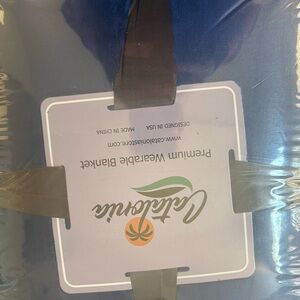 Catalonia
Premium Wearable Blanket
www.cataloniastore.com
DESIGNED IN USA MADE IN CHINA